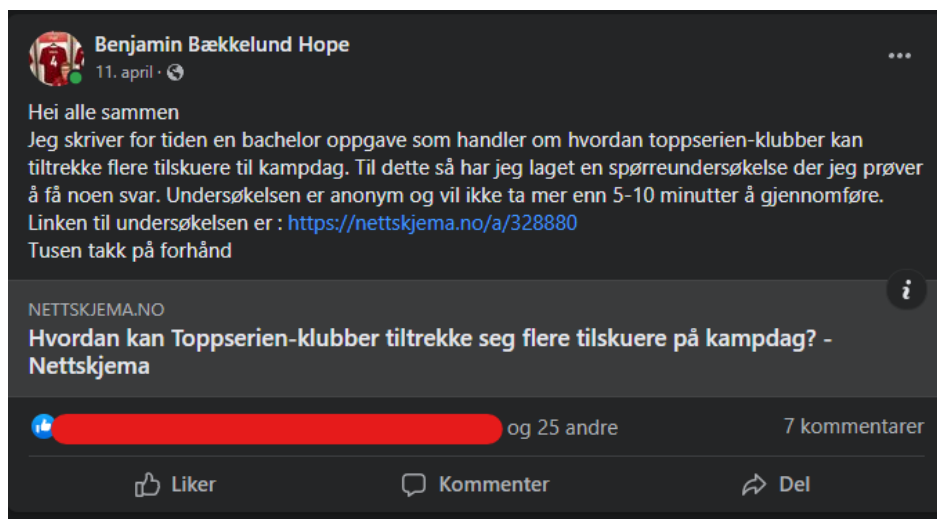 Benjamin Bækkelund Hope
11. april ·
Hei alle sammen
Jeg skriver for tiden en bachelor oppgave som handler om hvordan toppserien-klubber kan
tiltrekke flere tilskuere til kampdag. Til dette så har jeg laget en spørreundersøkelse der jeg prøver
å få noen svar. Undersøkelsen er anonym og vil ikke ta mer enn 5-10 minutter å gjennomføre.
Linken til undersøkelsen er : https://nettskjema.no/a/328880
Tusen takk på forhånd
NETTSKJEMA.NO
Hvordan kan Toppserien-klubber tiltrekke seg flere tilskuere på kampdag? -
Nettskjema
og 25 andre 7 kommentarer
Liker Kommenter Del